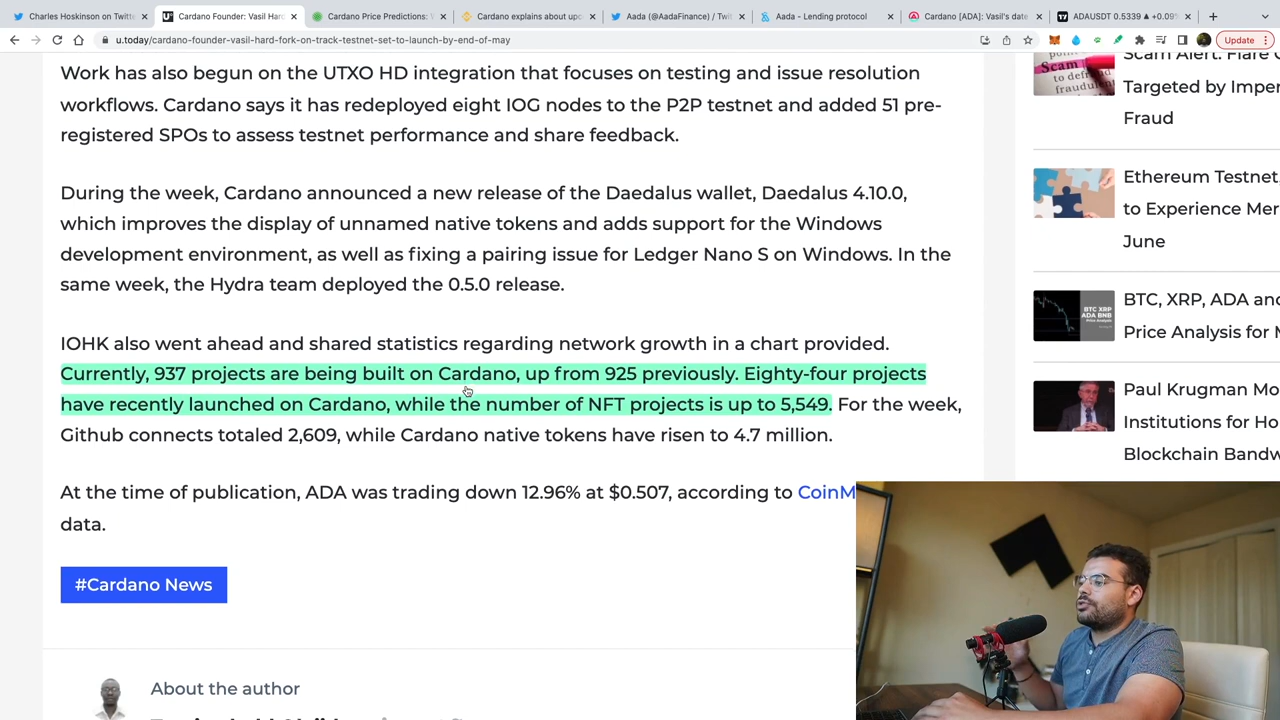 Charles Hoskinson on Twitte
Cardano Founder: Vasil Hard
Cardano Price Predictions: V
Cardano explains about upc
Aada (@AadaFinance) / Twit
Aada - Lending protocol
Cardano [ADA]: Vasil's date
ADAUSDT 0.5339 ▲ +0.09%
u.today/cardano-founder-vasil-hard-fork-on-track-testnet-set-to-launch-by-end-of-may
Update
Work has also begun on the UTXO HD integration that focuses on testing and issue resolution
workflows. Cardano says it has redeployed eight IOG nodes to the P2P testnet and added 51 pre-
registered SPOs to assess testnet performance and share feedback.
During the week, Cardano announced a new release of the Daedalus wallet, Daedalus 4.10.0,
which improves the display of unnamed native tokens and adds support for the Windows
development environment, as well as fixing a pairing issue for Ledger Nano S on Windows. In the
same week, the Hydra team deployed the 0.5.0 release.
IOHK also went ahead and shared statistics regarding network growth in a chart provided.
Currently, 937 projects are being built on Cardano, up from 925 previously. Eighty-four projects
have recently launched on Cardano, while the number of NFT projects is up to 5,549. For the week,
Github connects totaled 2,609, while Cardano native tokens have risen to 4.7 million.
At the time of publication, ADA was trading down 12.96% at $0.507, according to CoinM
data.
#Cardano News
About the author
Scam Alert: Flare
Targeted by Imper
Fraud
Ethereum Testnet,
to Experience Mer
June
BTC, XRP, ADA and
Price Analysis for M
Paul Krugman Mo
Institutions for Ho
Blockchain Bandw